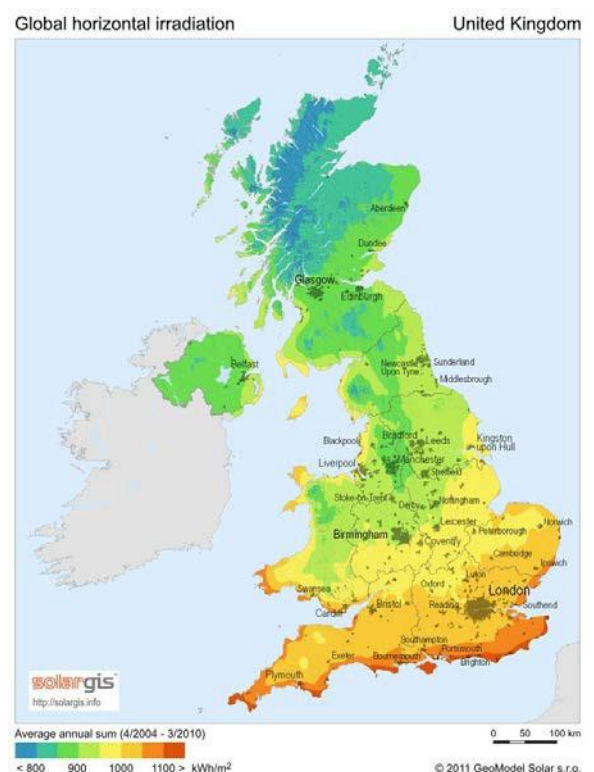 Global horizontal irradiation
United Kingdom
Aberdeen
Dundee
Glasgow
Edinburgh
Belfast
Newcastle
Upon Tyne
Sunderland
Middlesbrough
Blackpool
Bradford
Leeds
Kingston
upon Hull
Liverpool
Manchester
Sheffield
Stoke-on-Trent
Derby
Nottingham
Leicester
Peterborough
Norwich
Birmingham
Coventry
Cambridge
Ipswich
Luton
Oxford
Swansea
Cardiff
Bristol
Reading
London
Southend
Southampton
Portsmouth
Exeter
Bournemouth
Brighton
Plymouth
solargis
http://solargis.info
Average annual sum (4/2004 - 3/2010)
0 50 100 km
< 800 900 1000 1100 > kWh/m²
© 2011 GeoModel Solar s.r.o.